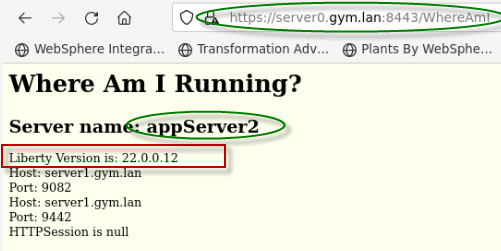 https://server0.gym.lan:8443/WhereAmI
WebSphere Integra... Transformation Adv... Plants By WebSphe...
Where Am I Running?
Server name: appServer2
Liberty Version is: 22.0.0.12
Host: server1.gym.lan
Port: 9082
Host: server1.gym.lan
Port: 9442
HTTPSession is null